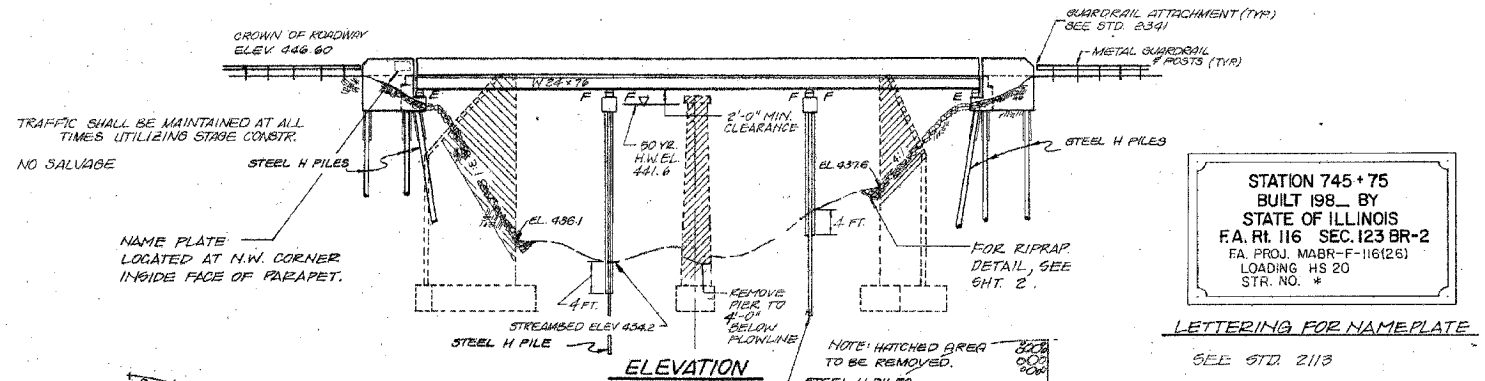 CROWN OF ROADWAY
ELEV. 446.60
GUARDRAIL ATTACHMENT (TYP)
SEE STD. 2341
METAL GUARDRAIL
& POSTS (TYP)
W 24 x 76
E
F
F
F
F
E
2'-0" MIN.
CLEARANCE
TRAFFIC SHALL BE MAINTAINED AT ALL
TIMES UTILIZING STAGE CONSTR.
NO SALVAGE
STEEL H PILES
50 YR.
H.W.EL.
441.6
EL. 437.6
STEEL H PILES
EL. 436.1
4 FT.
NAME PLATE
LOCATED AT N.W. CORNER
INSIDE FACE OF PARAPET.
FOR RIPRAP
DETAIL, SEE
SHT. 2.
4 FT.
REMOVE
PIER TO
4'-0"
BELOW
FLOWLINE
STREAMBED ELEV 434.2
STEEL H PILE
ELEVATION
NOTE: HATCHED AREA
TO BE REMOVED.
STEEL H PILES
STATION 745+75
BUILT 198_ BY
STATE OF ILLINOIS
F.A. Rt. 116 SEC. 123 BR-2
F.A. PROJ. MABR-F-116(26)
LOADING HS 20
STR. NO. *
LETTERING FOR NAMEPLATE
SEE STD. 2113